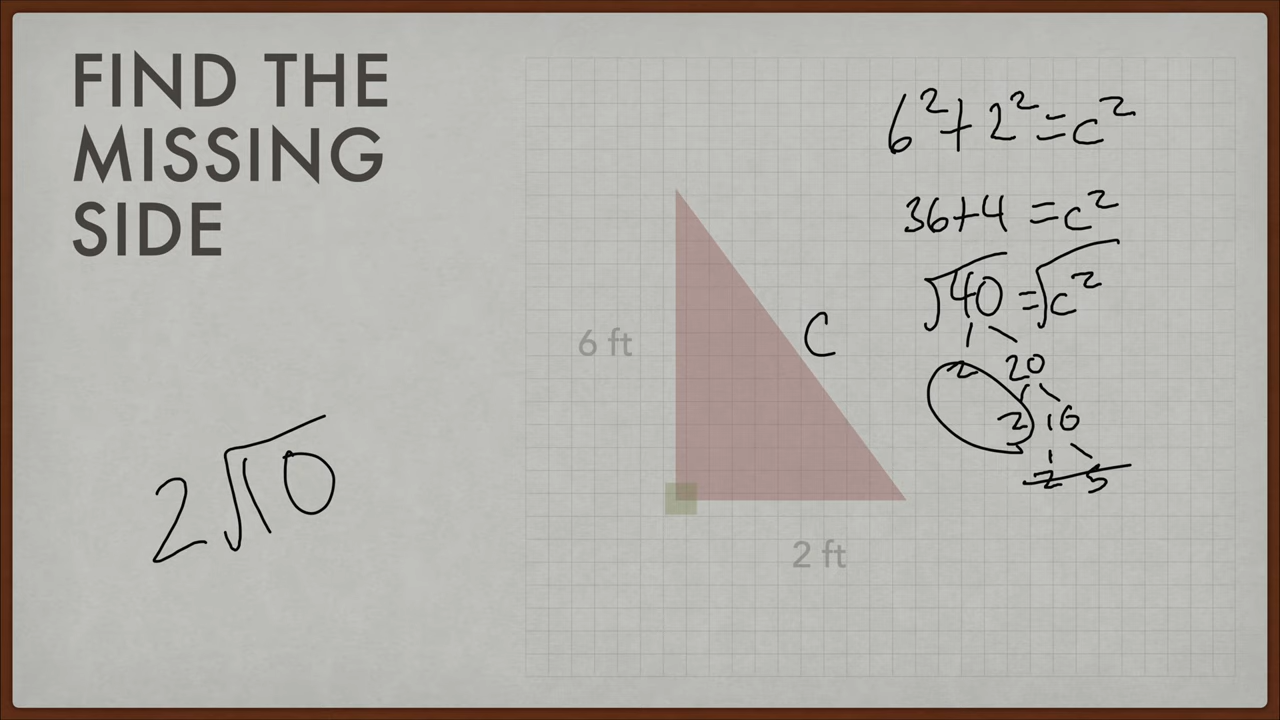 FIND THE
MISSING
SIDE
6² + 2² = c²
36 + 4 = c²
√40 = √c²
2 20
2 10
2 5
C
6 ft
2 ft
2√10